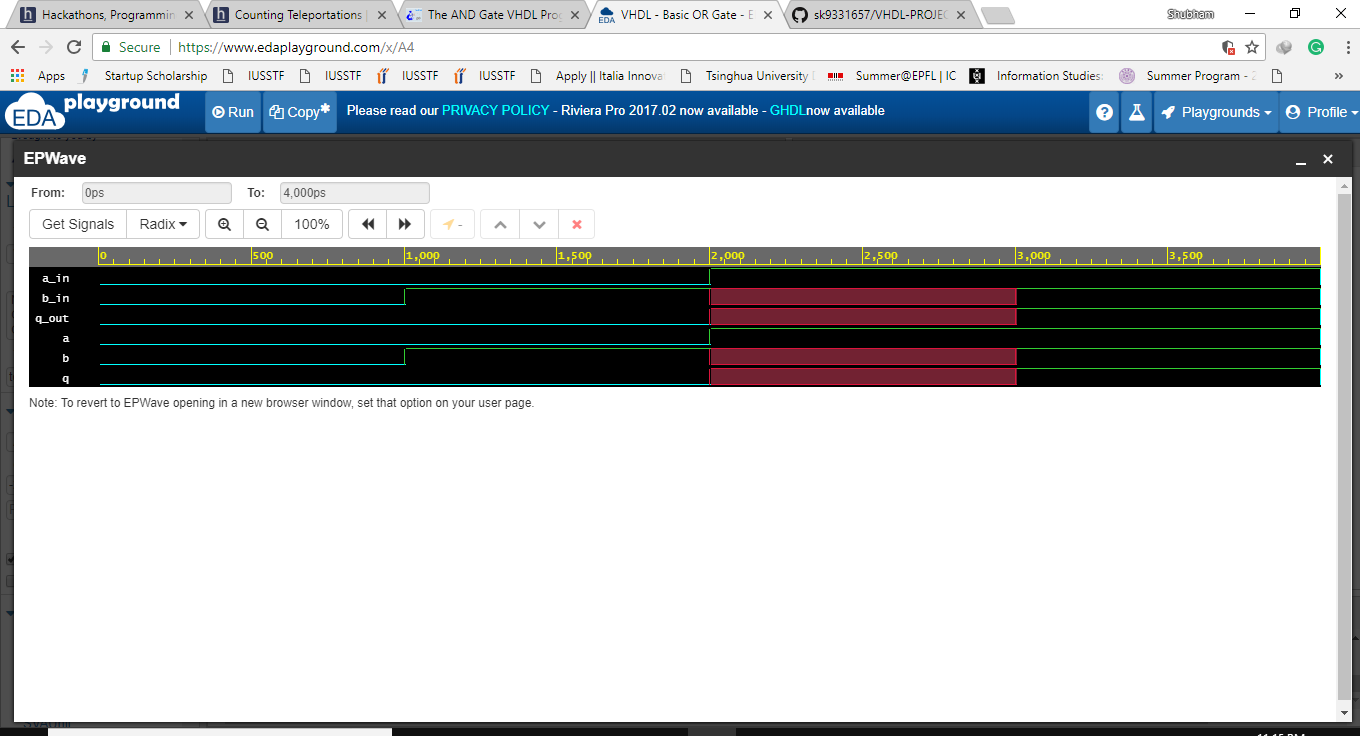 Hackathons, Programmin
Counting Teleportations |
The AND Gate VHDL Prog
VHDL - Basic OR Gate - E
sk9331657/VHDL-PROJEC
Shubham
Secure
https://www.edaplayground.com/x/A4
Apps
Startup Scholarship
IUSSTF
IUSSTF
IUSSTF
IUSSTF
Apply || Italia Innova
Tsinghua University
Summer@EPFL | IC
Information Studies:
Summer Program - 2
»
EDA playground
Run
Copy*
Please read our PRIVACY POLICY - Riviera Pro 2017.02 now available - GHDLnow available
Playgrounds
Profile
EPWave
From: 0ps To: 4,000ps
Get Signals Radix 100% -
0 500 1,000 1,500 2,000 2,500 3,000 3,500
a_in
b_in
q_out
a
b
q
Note: To revert to EPWave opening in a new browser window, set that option on your user page.